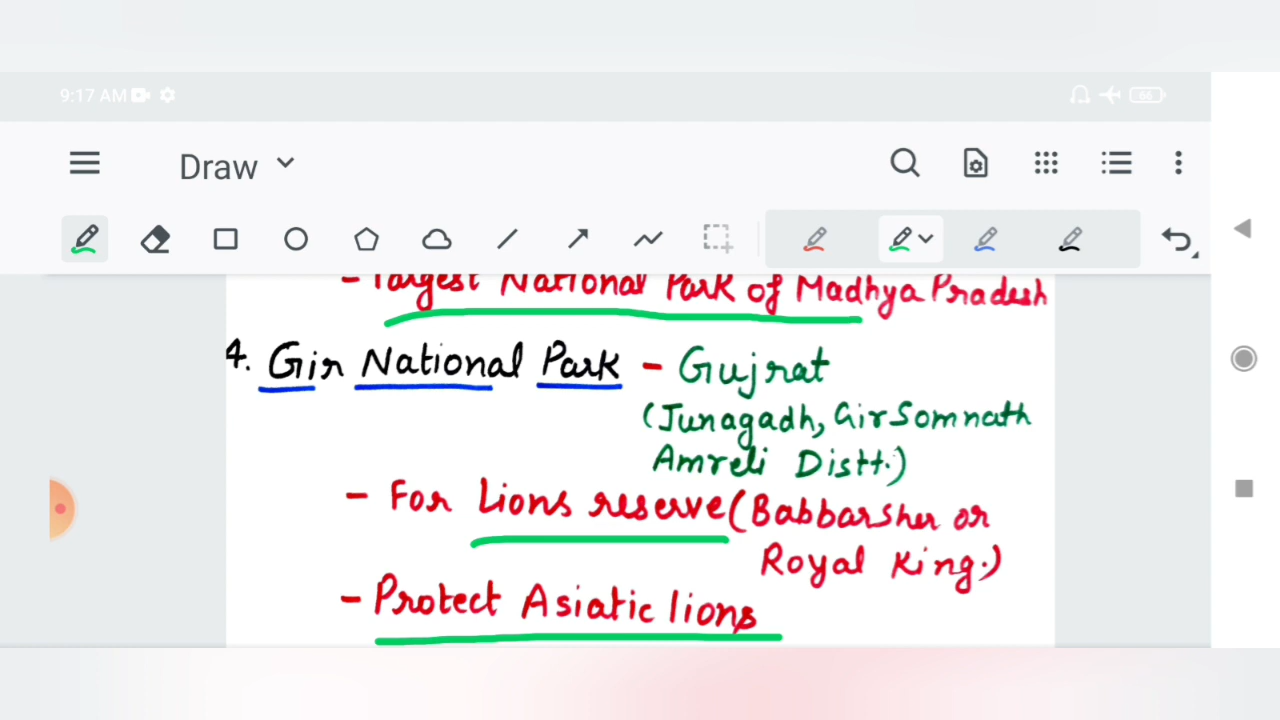 9:17 AM
66
Draw
- largest National Park of Madhya Pradesh
4. Gir National Park - Gujrat
(Junagadh, Gir Somnath
Amreli Distt.)
- For Lions reserve (Babbarsher or
Royal King.)
- Protect Asiatic lions